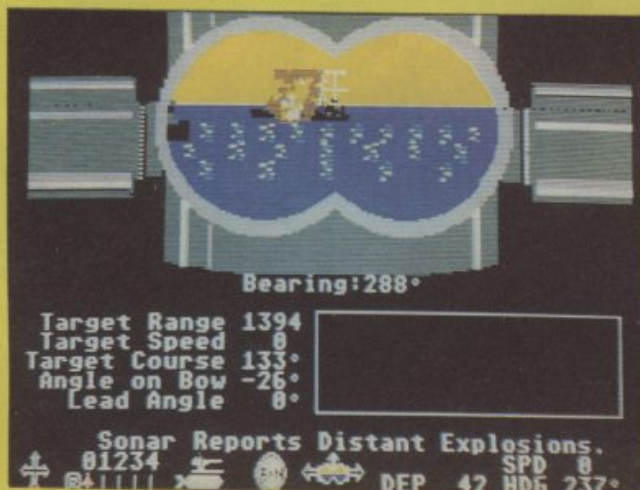 Bearing:288°
Target Range 1394
Target Speed 0
Target Course 133°
Angle on Bow -26°
Lead Angle 0°
Sonar Reports Distant Explosions.
01234 SPD 0
DEP 42 HDG 237°